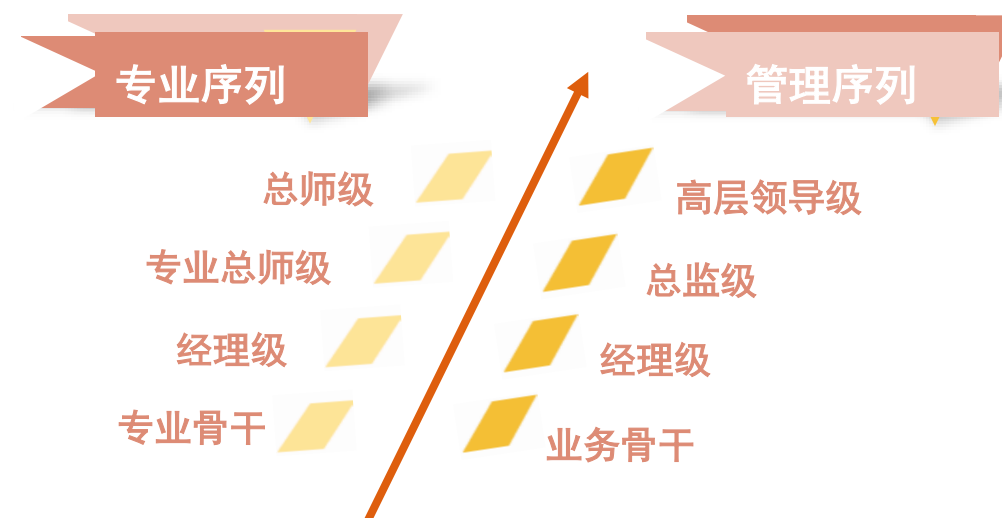 专业序列
管理序列
总师级
高层领导级
专业总师级
总监级
经理级
经理级
专业骨干
业务骨干